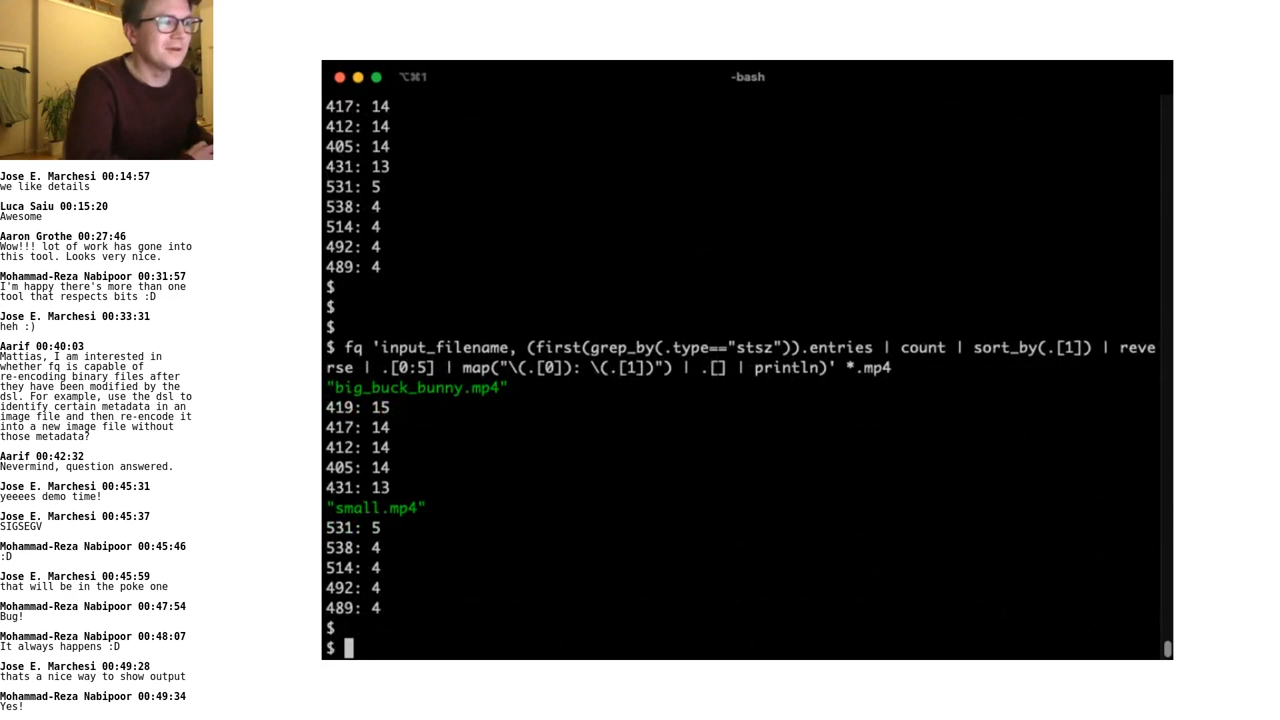 Jose E. Marchesi 00:14:57
we like details
Luca Saiu 00:15:20
Awesome
Aaron Grothe 00:27:46
Wow!!! lot of work has gone into
this tool. Looks very nice.
Mohammad-Reza Nabipoor 00:31:57
I'm happy there's more than one
tool that respects bits :D
Jose E. Marchesi 00:33:31
heh :)
Aarif 00:40:03
Mattias, I am interested in
whether fq is capable of
re-encoding binary files after
they have been modified by the
dsl. For example, use the dsl to
identify certain metadata in an
image file and then re-encode it
into a new image file without
those metadata?
Aarif 00:42:32
Nevermind, question answered.
Jose E. Marchesi 00:45:31
yeeees demo time!
Jose E. Marchesi 00:45:37
SIGSEGV
Mohammad-Reza Nabipoor 00:45:46
:D
Jose E. Marchesi 00:45:59
that will be in the poke one
Mohammad-Reza Nabipoor 00:47:54
Bug!
Mohammad-Reza Nabipoor 00:48:07
It always happens :D
Jose E. Marchesi 00:49:28
thats a nice way to show output
Mohammad-Reza Nabipoor 00:49:34
Yes!
⌥⌘1
-bash
417: 14
412: 14
405: 14
431: 13
531: 5
538: 4
514: 4
492: 4
489: 4
$
$
$
$ fq 'input_filename, (first(grep_by(.type=="stsz")).entries | count | sort_by(.[1]) | reve
rse | .[0:5] | map("\(.[0]): \(.[1])") | .[] | println)' *.mp4
"big_buck_bunny.mp4"
419: 15
417: 14
412: 14
405: 14
431: 13
"small.mp4"
531: 5
538: 4
514: 4
492: 4
489: 4
$
$